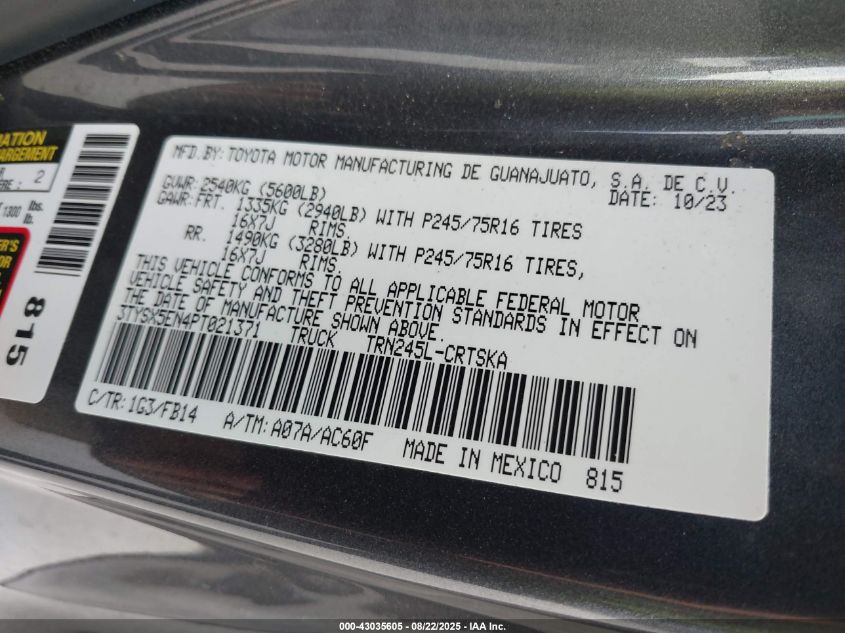 MFD.BY: TOYOTA MOTOR MANUFACTURING DE GUANAJUATO, S.A. DE C.V.
DATE: 10/23
GVWR: 2540KG (5600LB)
GAWR: FRT. 1335KG (2940LB) WITH P245/75R16 TIRES
16X7J RIMS.
RR. 1490KG (3280LB) WITH P245/75R16 TIRES,
16X7J RIMS.
THIS VEHICLE CONFORMS TO ALL APPLICABLE FEDERAL MOTOR
VEHICLE SAFETY AND THEFT PREVENTION STANDARDS IN EFFECT ON
THE DATE OF MANUFACTURE SHOWN ABOVE.
3TYSX5EN4PT021371 TRUCK TRN245L-CRTSKA
C/TR: 1G3/FB14 A/TM: A07A/AC60F MADE IN MEXICO 815
: 2
1300 lbs.
lb.
815
000-43035605 - 08/22/2025 - IAA Inc.